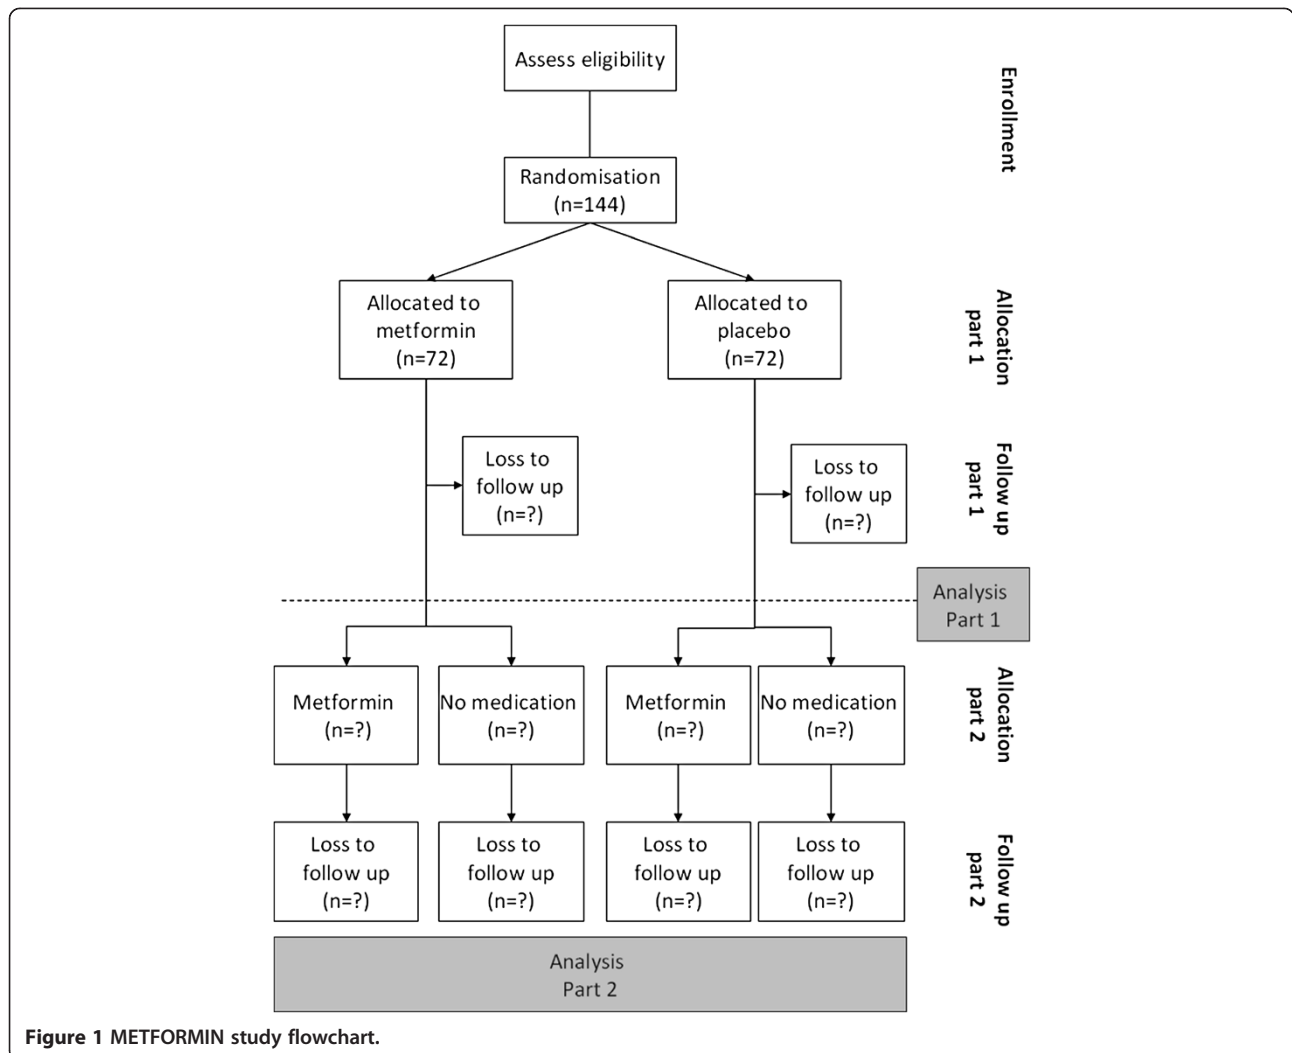 Assess eligibility
Enrollment
Randomisation
(n=144)
Allocated to
metformin
(n=72)
Allocated to
placebo
(n=72)
Allocation
part 1
Loss to
follow up
(n=?)
Loss to
follow up
(n=?)
Follow up
part 1
Analysis
Part 1
Metformin
(n=?)
No medication
(n=?)
Metformin
(n=?)
No medication
(n=?)
Allocation
part 2
Loss to
follow up
(n=?)
Loss to
follow up
(n=?)
Loss to
follow up
(n=?)
Loss to
follow up
(n=?)
Follow up
part 2
Analysis
Part 2
Figure 1 METFORMIN study flowchart.